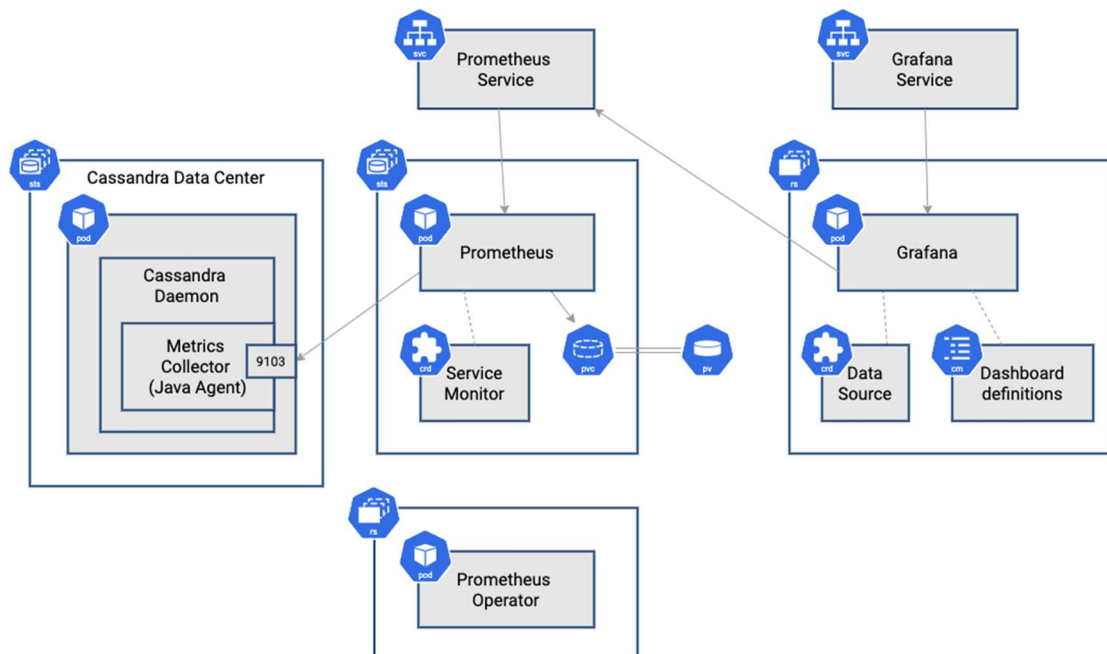 svc
Prometheus
Service
svc
Grafana
Service
sts
Cassandra Data Center
pod
Cassandra
Daemon
Metrics
Collector
(Java Agent)
9103
sts
pod
Prometheus
crd
Service
Monitor
pvc
pv
rs
pod
Grafana
crd
Data
Source
cm
Dashboard
definitions
rs
pod
Prometheus
Operator